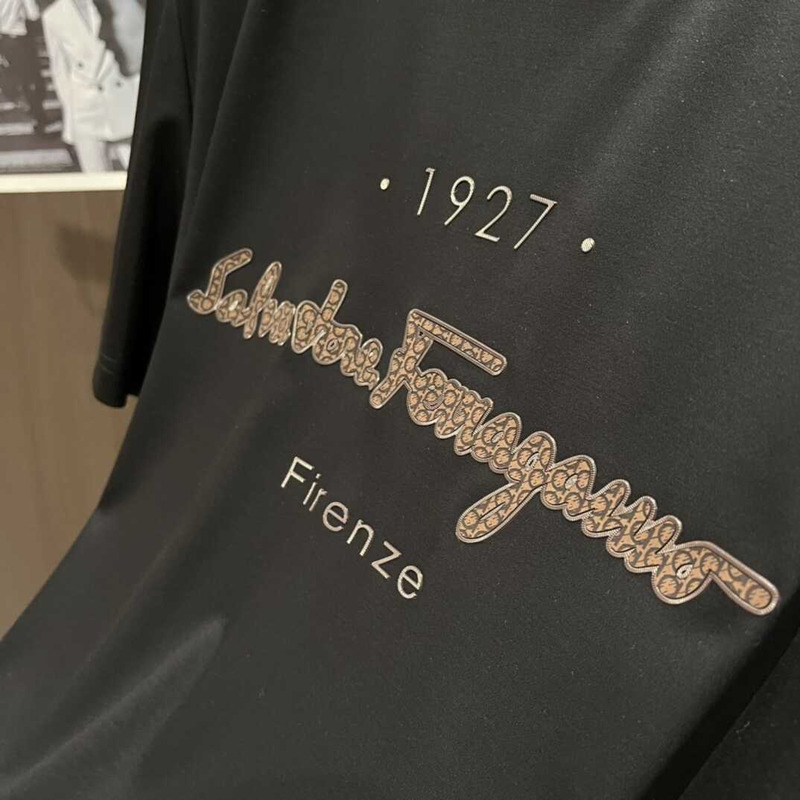 • 1927 •
Salvatore Ferragamo
Firenze